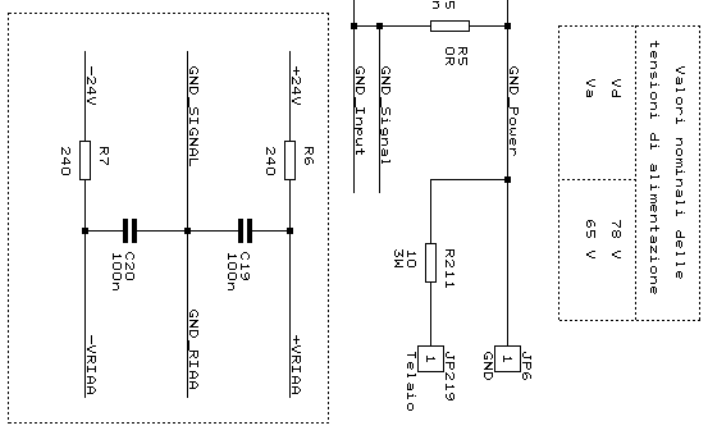 Valori nominali delle
tensioni di alimentazione
Vd 78 V
Va 65 V
GND_Power
JP6
1
GND
5
n
R5
0R
R211
10
3W
JP219
1
Telaio
GND_Signal
GND_Input
+24V
R6
240
+VRIAA
C19
100n
GND_SIGNAL
GND_RIAA
C20
100n
-24V
R7
240
-VRIAA